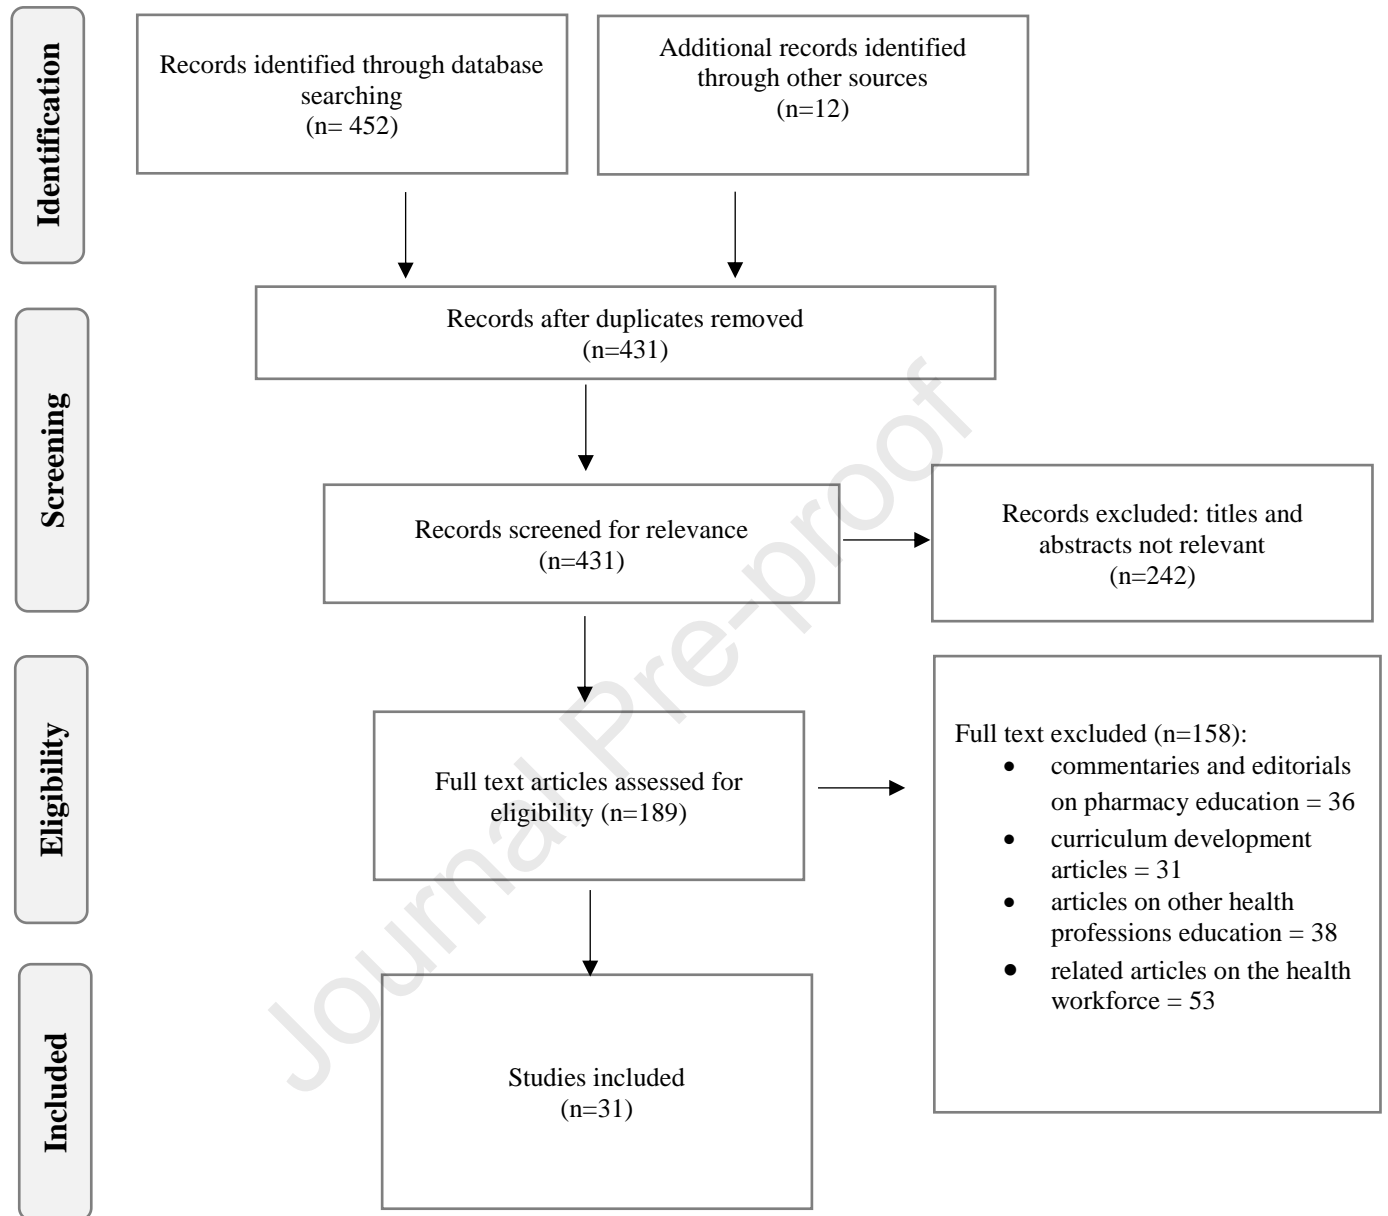 Identification
Records identified through database
searching
(n= 452)
Additional records identified
through other sources
(n=12)
Records after duplicates removed
(n=431)
Screening
Records screened for relevance
(n=431)
Records excluded: titles and
abstracts not relevant
(n=242)
Eligibility
Full text articles assessed for
eligibility (n=189)
Full text excluded (n=158):
• commentaries and editorials
on pharmacy education = 36
• curriculum development
articles = 31
• articles on other health
professions education = 38
• related articles on the health
workforce = 53
Included
Studies included
(n=31)
Journal Pre-proof